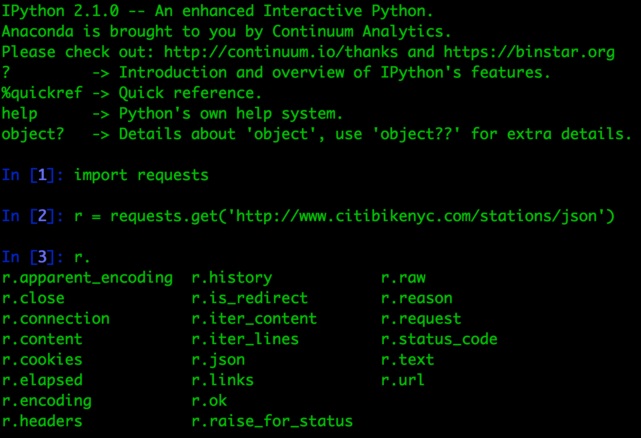 IPython 2.1.0 -- An enhanced Interactive Python.
Anaconda is brought to you by Continuum Analytics.
Please check out: http://continuum.io/thanks and https://binstar.org
?         -> Introduction and overview of IPython's features.
%quickref -> Quick reference.
help      -> Python's own help system.
object?   -> Details about 'object', use 'object??' for extra details.
In [1]: import requests
In [2]: r = requests.get('http://www.citibikenyc.com/stations/json')
In [3]: r.
r.apparent_encoding  r.history            r.raw
r.close              r.is_redirect        r.reason
r.connection         r.iter_content       r.request
r.content            r.iter_lines         r.status_code
r.cookies            r.json               r.text
r.elapsed            r.links              r.url
r.encoding           r.ok
r.headers            r.raise_for_status